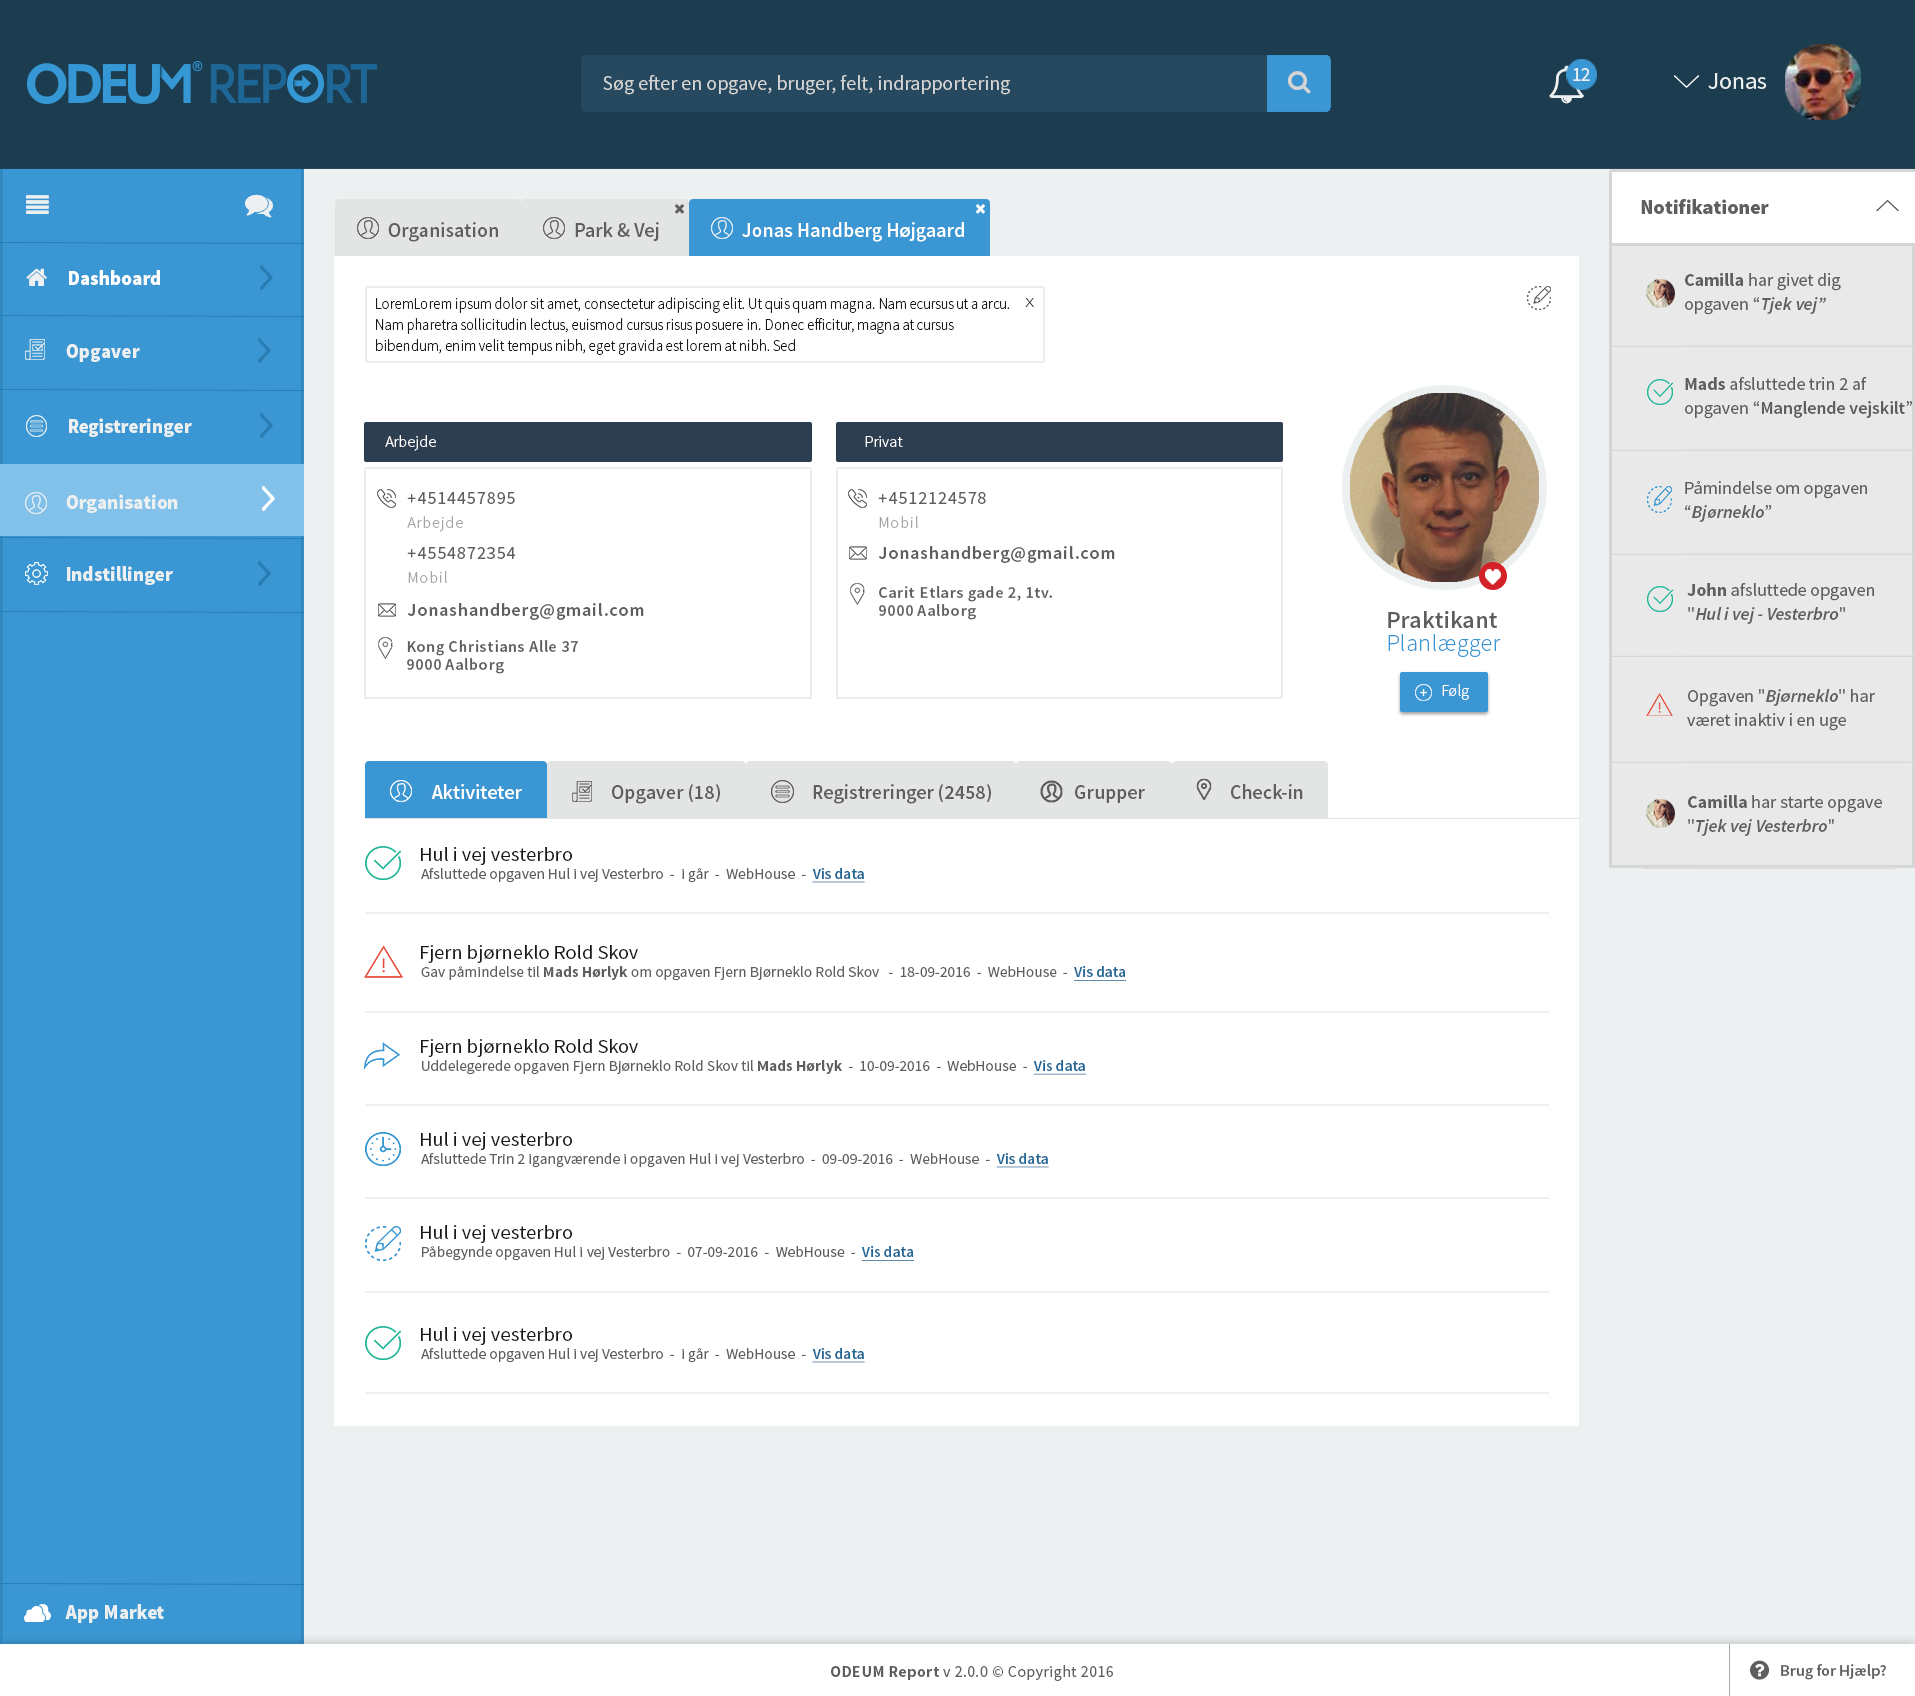 ODEUM® REPORT
Søg efter en opgave, bruger, felt, indrapportering
12
Jonas
Dashboard
Opgaver
Registreringer
Organisation
Indstillinger
App Market
Organisation
Park & Vej
Jonas Handberg Højgaard
LoremLorem ipsum dolor sit amet, consectetur adipiscing elit. Ut quis quam magna. Nam ecursus ut a arcu.
Nam pharetra sollicitudin lectus, euismod cursus risus posuere in. Donec efficitur, magna at cursus
bibendum, enim velit tempus nibh, eget gravida est lorem at nibh. Sed
X
Arbejde
+4514457895
Arbejde
+4554872354
Mobil
Jonashandberg@gmail.com
Kong Christians Alle 37
9000 Aalborg
Privat
+4512124578
Mobil
Jonashandberg@gmail.com
Carit Etlars gade 2, 1tv.
9000 Aalborg
Praktikant
Planlægger
Følg
Aktiviteter
Opgaver (18)
Registreringer (2458)
Grupper
Check-in
Hul i vej vesterbro
Afsluttede opgaven Hul i vej Vesterbro - i går - WebHouse - Vis data
Fjern bjørneklo Rold Skov
Gav påmindelse til Mads Hørlyk om opgaven Fjern Bjørneklo Rold Skov - 18-09-2016 - WebHouse - Vis data
Fjern bjørneklo Rold Skov
Uddelegerede opgaven Fjern Bjørneklo Rold Skov til Mads Hørlyk - 10-09-2016 - WebHouse - Vis data
Hul i vej vesterbro
Afsluttede Trin 2 igangværende i opgaven Hul i vej Vesterbro - 09-09-2016 - WebHouse - Vis data
Hul i vej vesterbro
Påbegynde opgaven Hul i vej Vesterbro - 07-09-2016 - WebHouse - Vis data
Hul i vej vesterbro
Afsluttede opgaven Hul i vej Vesterbro - i går - WebHouse - Vis data
Notifikationer
Camilla har givet dig
opgaven “Tjek vej”
Mads afsluttede trin 2 af
opgaven “Manglende vejskilt”
Påmindelse om opgaven
“Bjørneklo”
John afsluttede opgaven
"Hul i vej - Vesterbro"
Opgaven "Bjørneklo" har
været inaktiv i en uge
Camilla har starte opgave
"Tjek vej Vesterbro"
ODEUM Report v 2.0.0 © Copyright 2016
Brug for Hjælp?